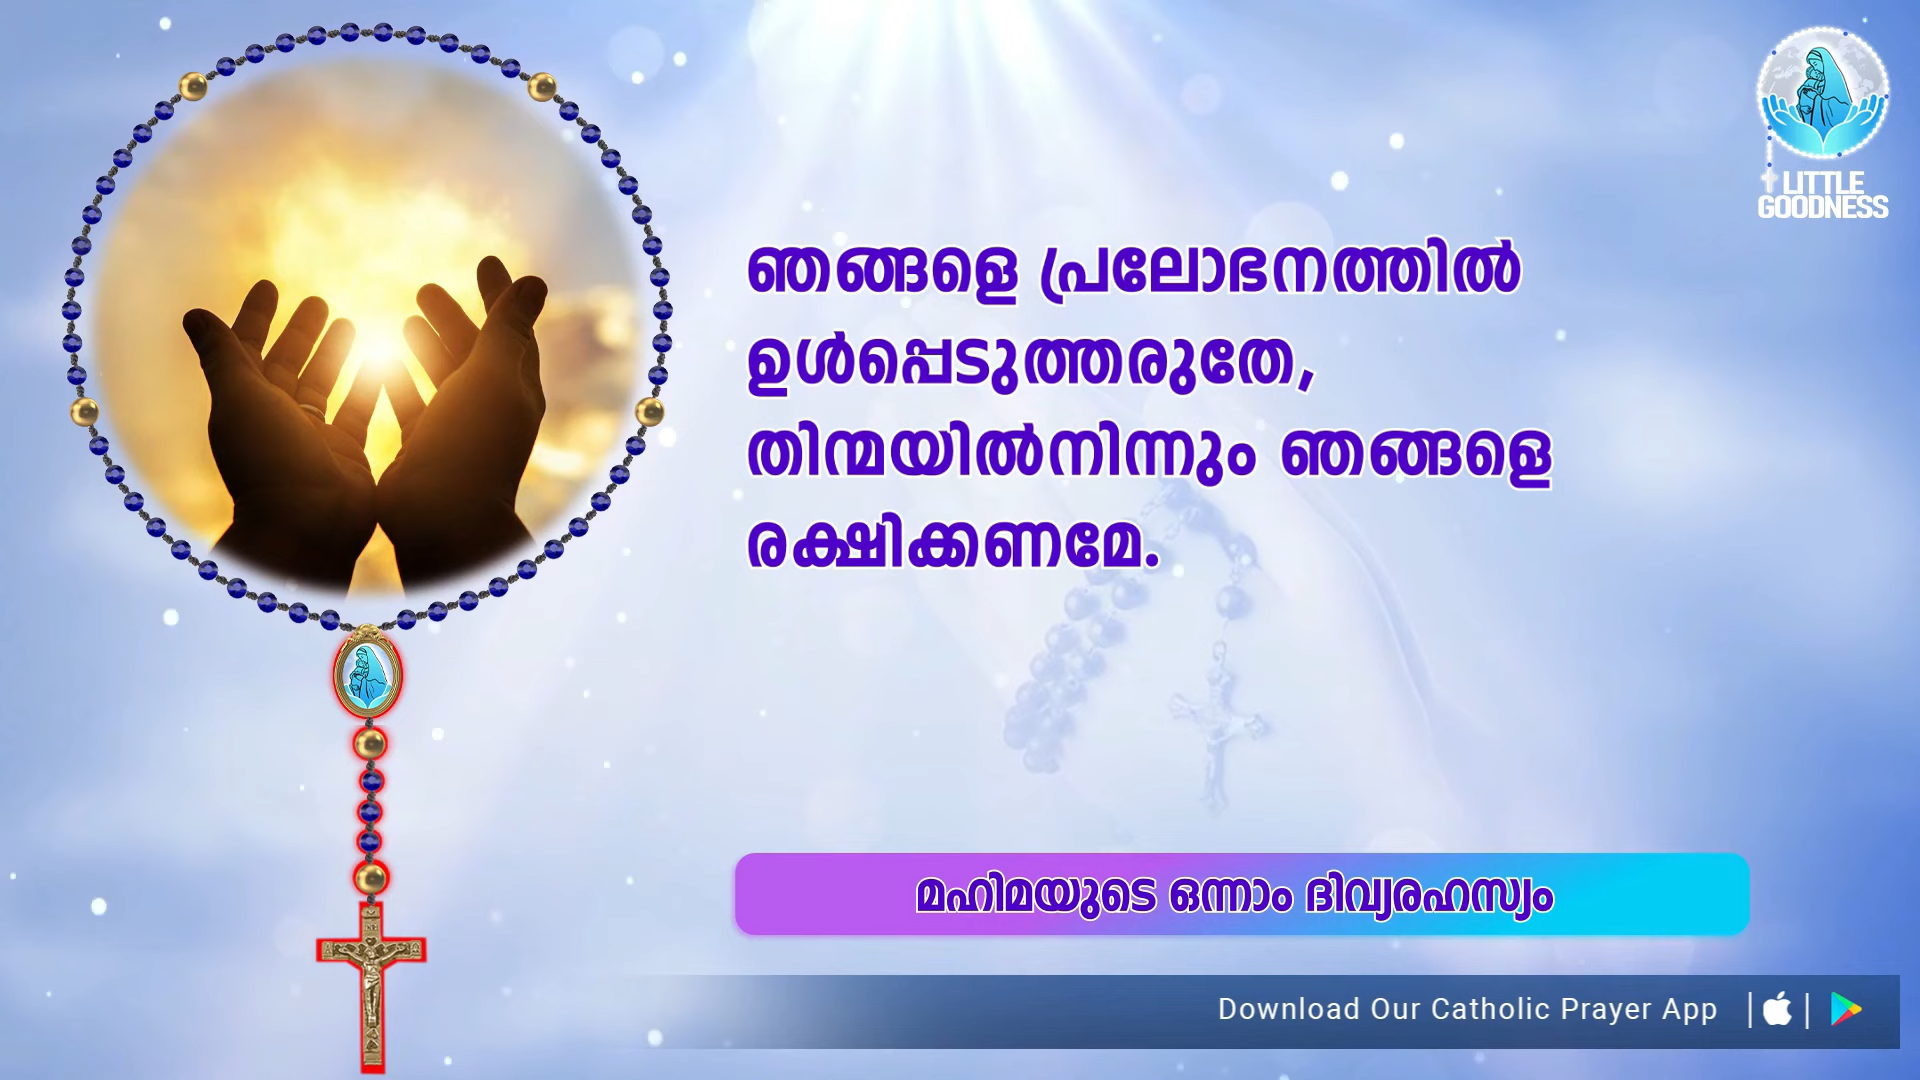 LITTLE
GOODNESS
ഞങ്ങളെ പ്രലോഭനത്തിൽ
ഉൾപ്പെടുത്തരുതേ,
തിന്മയിൽനിന്നും ഞങ്ങളെ
രക്ഷിക്കണമേ.
മഹിമയുടെ ഒന്നാം ദിവ്യരഹസ്യം
Download Our Catholic Prayer App